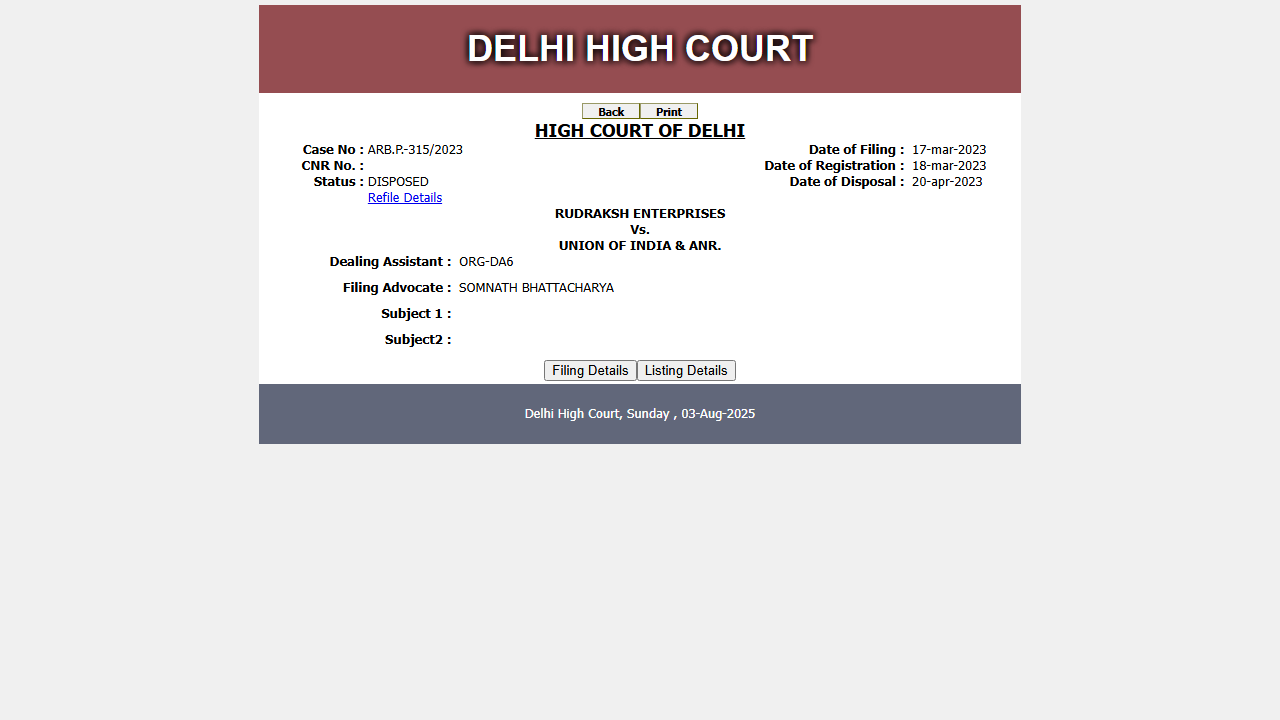 DELHI HIGH COURT
Back Print
HIGH COURT OF DELHI
Case No : ARB.P.-315/2023 Date of Filing : 17-mar-2023
CNR No. : Date of Registration : 18-mar-2023
Status : DISPOSED Date of Disposal : 20-apr-2023
Refile Details
RUDRAKSH ENTERPRISES
Vs.
UNION OF INDIA & ANR.
Dealing Assistant : ORG-DA6
Filing Advocate : SOMNATH BHATTACHARYA
Subject 1 :
Subject2 :
Filing Details Listing Details
Delhi High Court, Sunday , 03-Aug-2025